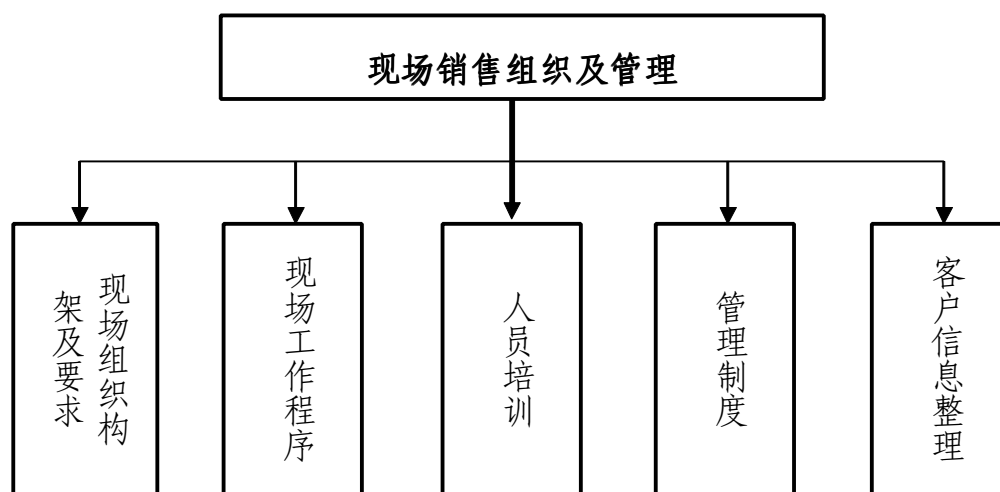 现场销售组织及管理
现场组织构
架及要求
现场工作程序
人员培训
管理制度
客户信息整理